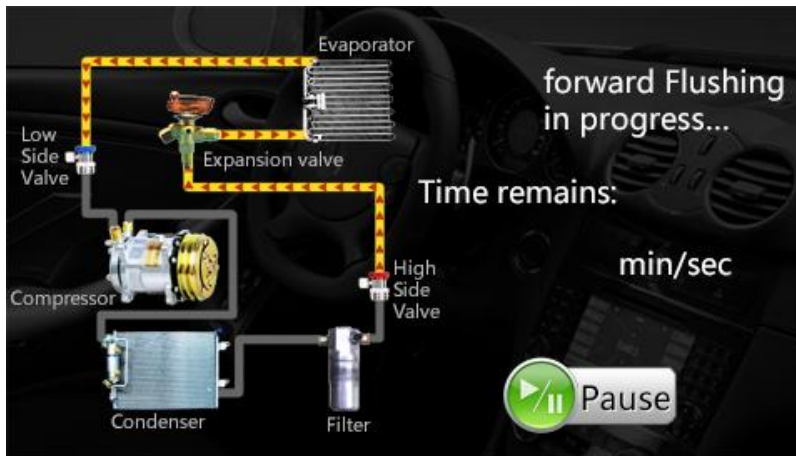 Evaporator
forward Flushing
in progress...
Low
Side
Valve
Expansion valve
Time remains:
min/sec
High
Side
Valve
Compressor
Pause
Condenser
Filter